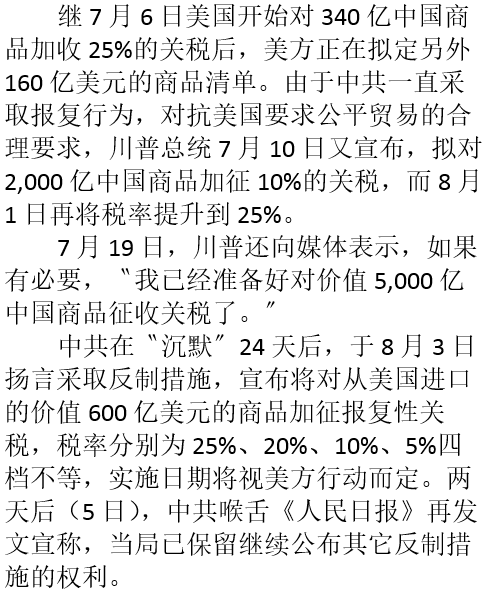 继 7 月 6 日美国开始对 340 亿中国商
品加收 25%的关税后，美方正在拟定另外
160 亿美元的商品清单。由于中共一直采
取报复行为，对抗美国要求公平贸易的合
理要求，川普总统 7 月 10 日又宣布，拟对
2,000 亿中国商品加征 10%的关税，而 8 月
1 日再将税率提升到 25%。
7 月 19 日，川普还向媒体表示，如果
有必要，〝我已经准备好对价值 5,000 亿
中国商品征收关税了。〞
中共在〝沉默〞24 天后，于 8 月 3 日
扬言采取反制措施，宣布将对从美国进口
的价值 600 亿美元的商品加征报复性关
税，税率分别为 25%、20%、10%、5%四
档不等，实施日期将视美方行动而定。两
天后（5 日），中共喉舌《人民日报》再发
文宣称，当局已保留继续公布其它反制措
施的权利。